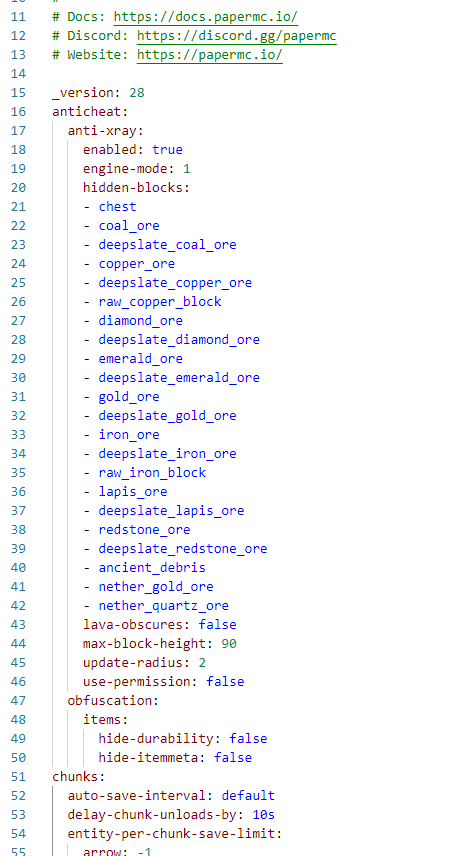 #
11 # Docs: https://docs.papermc.io/
12 # Discord: https://discord.gg/papermc
13 # Website: https://papermc.io/
14
15 _version: 28
16 anticheat:
17   anti-xray:
18     enabled: true
19     engine-mode: 1
20     hidden-blocks:
21     - chest
22     - coal_ore
23     - deepslate_coal_ore
24     - copper_ore
25     - deepslate_copper_ore
26     - raw_copper_block
27     - diamond_ore
28     - deepslate_diamond_ore
29     - emerald_ore
30     - deepslate_emerald_ore
31     - gold_ore
32     - deepslate_gold_ore
33     - iron_ore
34     - deepslate_iron_ore
35     - raw_iron_block
36     - lapis_ore
37     - deepslate_lapis_ore
38     - redstone_ore
39     - deepslate_redstone_ore
40     - ancient_debris
41     - nether_gold_ore
42     - nether_quartz_ore
43     lava-obscures: false
44     max-block-height: 90
45     update-radius: 2
46     use-permission: false
47   obfuscation:
48     items:
49       hide-durability: false
50       hide-itemmeta: false
51 chunks:
52   auto-save-interval: default
53   delay-chunk-unloads-by: 10s
54   entity-per-chunk-save-limit:
55     arrow: -1